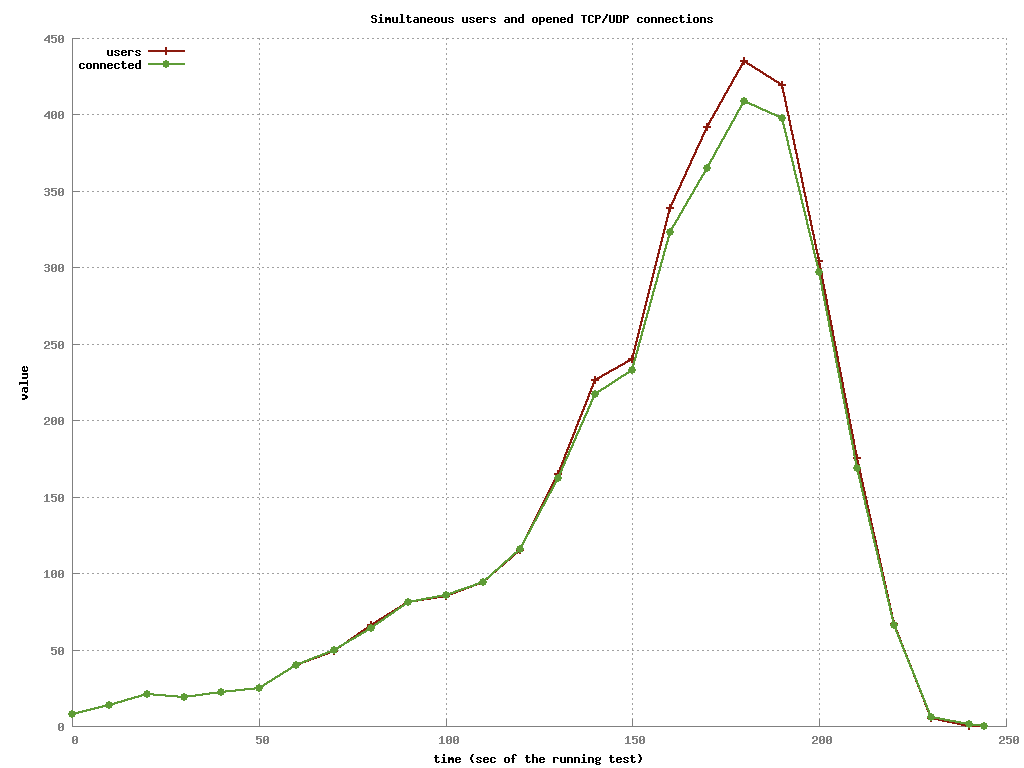 Simultaneous users and opened TCP/UDP connections
users
connected
450
400
350
300
250
200
150
100
50
0
value
0 50 100 150 200 250
time (sec of the running test)